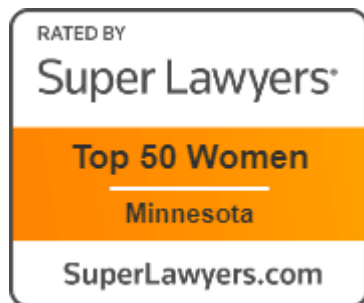 RATED BY
Super Lawyers®
Top 50 Women
Minnesota
SuperLawyers.com